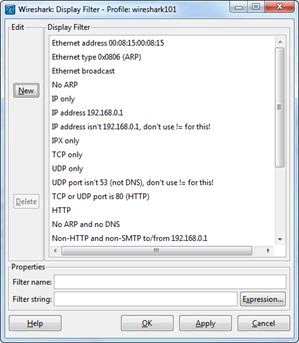 Wireshark: Display Filter - Profile: wireshark101
Edit
Display Filter
Ethernet address 00:08:15:00:08:15
Ethernet type 0x0806 (ARP)
Ethernet broadcast
New
No ARP
IP only
IP address 192.168.0.1
IP address isn't 192.168.0.1, don't use != for this!
IPX only
TCP only
UDP only
UDP port isn't 53 (not DNS), don't use != for this!
Delete
TCP or UDP port is 80 (HTTP)
HTTP
No ARP and no DNS
Non-HTTP and non-SMTP to/from 192.168.0.1
Properties
Filter name:
Filter string:
Expression...
Help
OK
Apply
Cancel